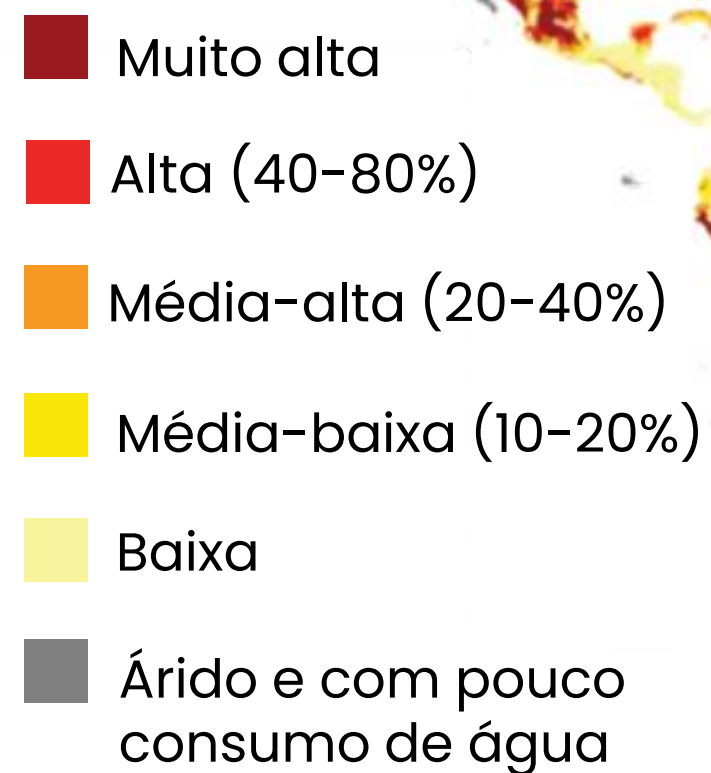 Muito alta
Alta (40-80%)
Média-alta (20-40%)
Média-baixa (10-20%)
Baixa
Árido e com pouco
consumo de água